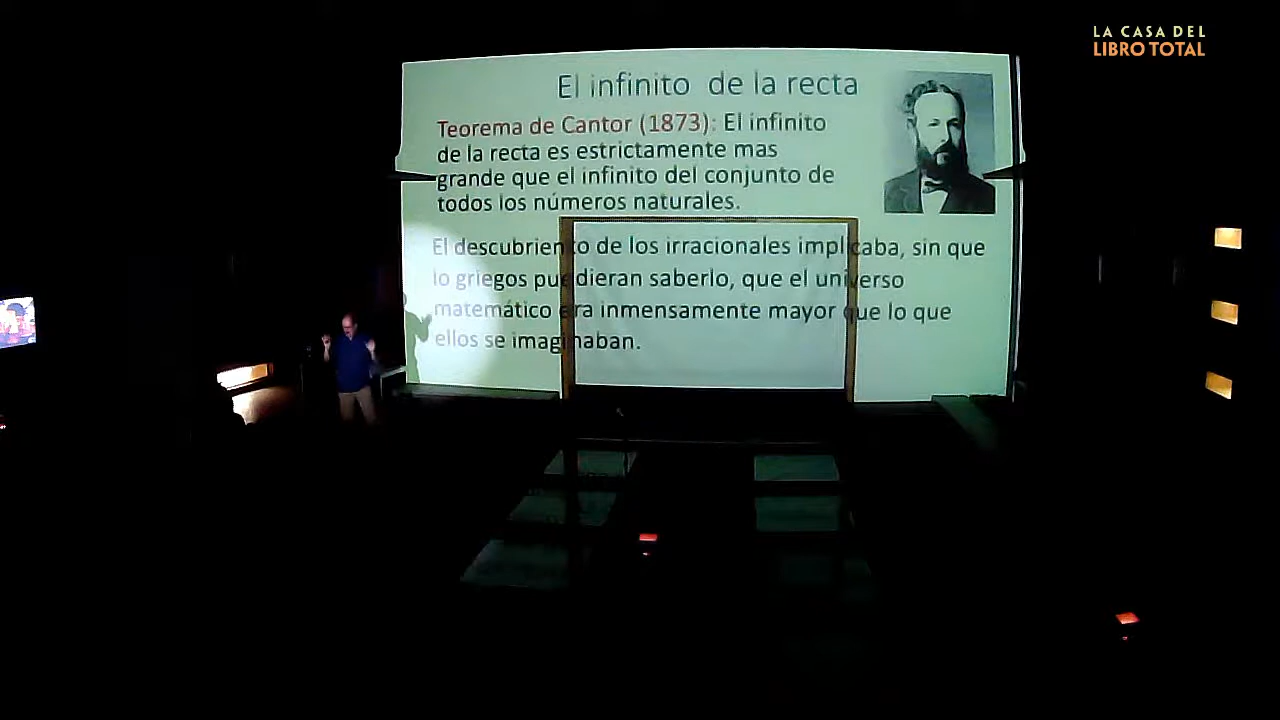 LA CASA DEL
LIBRO TOTAL
El infinito de la recta
Teorema de Cantor (1873): El infinito
de la recta es estrictamente mas
grande que el infinito del conjunto de
todos los números naturales.
El descubriento de los irracionales implicaba, sin que
lo griegos puedieran saberlo, que el universo
matemático era inmensamente mayor que lo que
ellos se imaginaban.